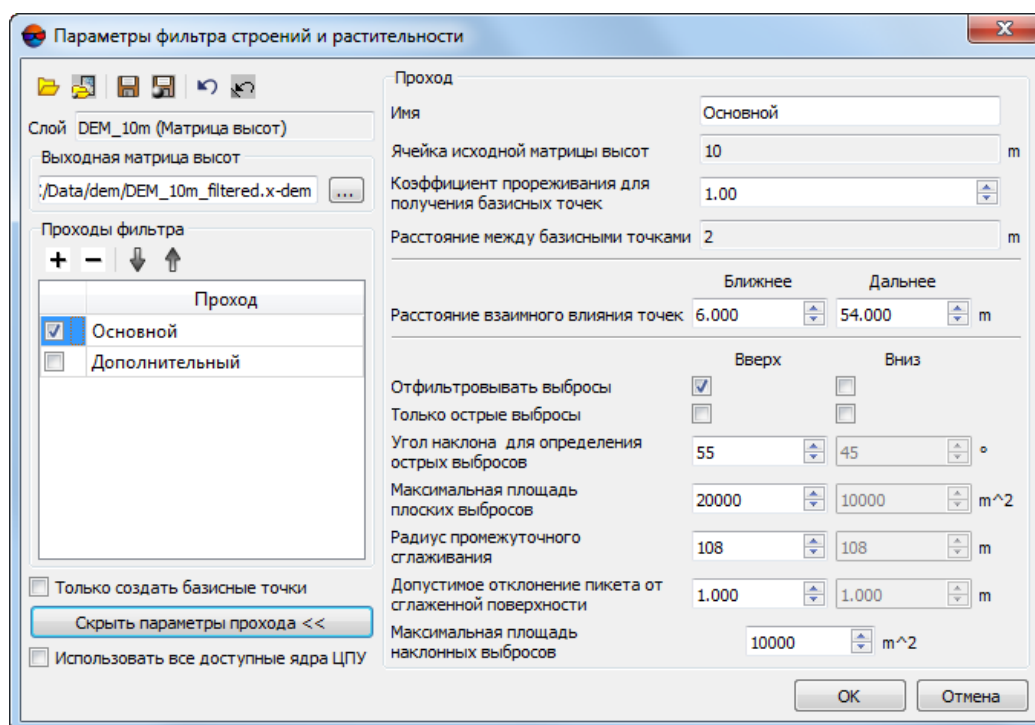 Параметры фильтра строений и растительности
Слой DEM_10m (Матрица высот)
Выходная матрица высот
:/Data/dem/DEM_10m_filtered.x-dem ...
Проходы фильтра
Проход
Основной
Дополнительный
Только создать базисные точки
Скрыть параметры прохода <<
Использовать все доступные ядра ЦПУ
Проход
Имя Основной
Ячейка исходной матрицы высот 10 m
Коэффициент прореживания для
получения базисных точек 1.00
Расстояние между базисными точками 2 m
Ближнее Дальнее
Расстояние взаимного влияния точек 6.000 54.000 m
Вверх Вниз
Отфильтровывать выбросы
Только острые выбросы
Угол наклона для определения
острых выбросов 55 45 °
Максимальная площадь
плоских выбросов 20000 10000 m^2
Радиус промежуточного
сглаживания 108 108 m
Допустимое отклонение пикета от
сглаженной поверхности 1.000 1.000 m
Максимальная площадь
наклонных выбросов 10000 m^2
OK Отмена